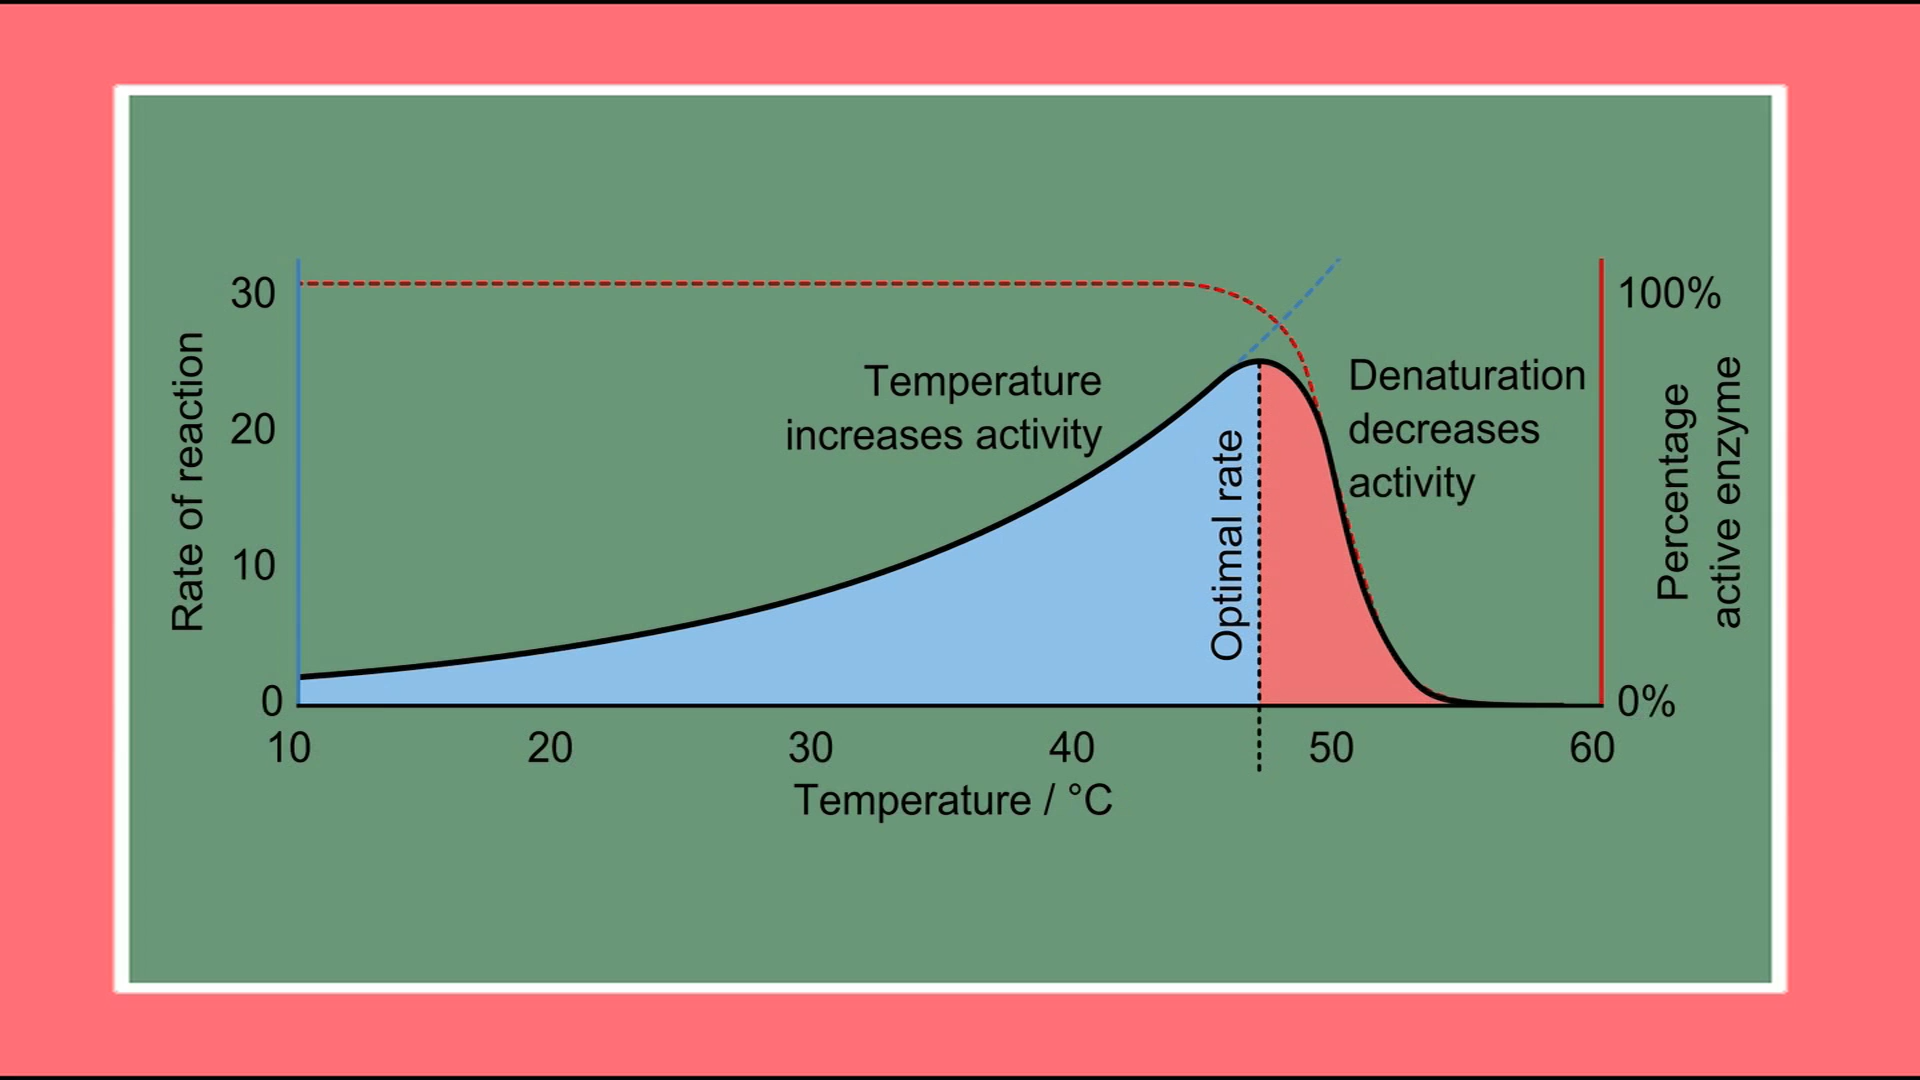 30
20
10
0
Rate of reaction
Temperature
increases activity
Optimal rate
Denaturation
decreases
activity
100%
0%
Percentage
active enzyme
10
20
30
40
50
60
Temperature / °C